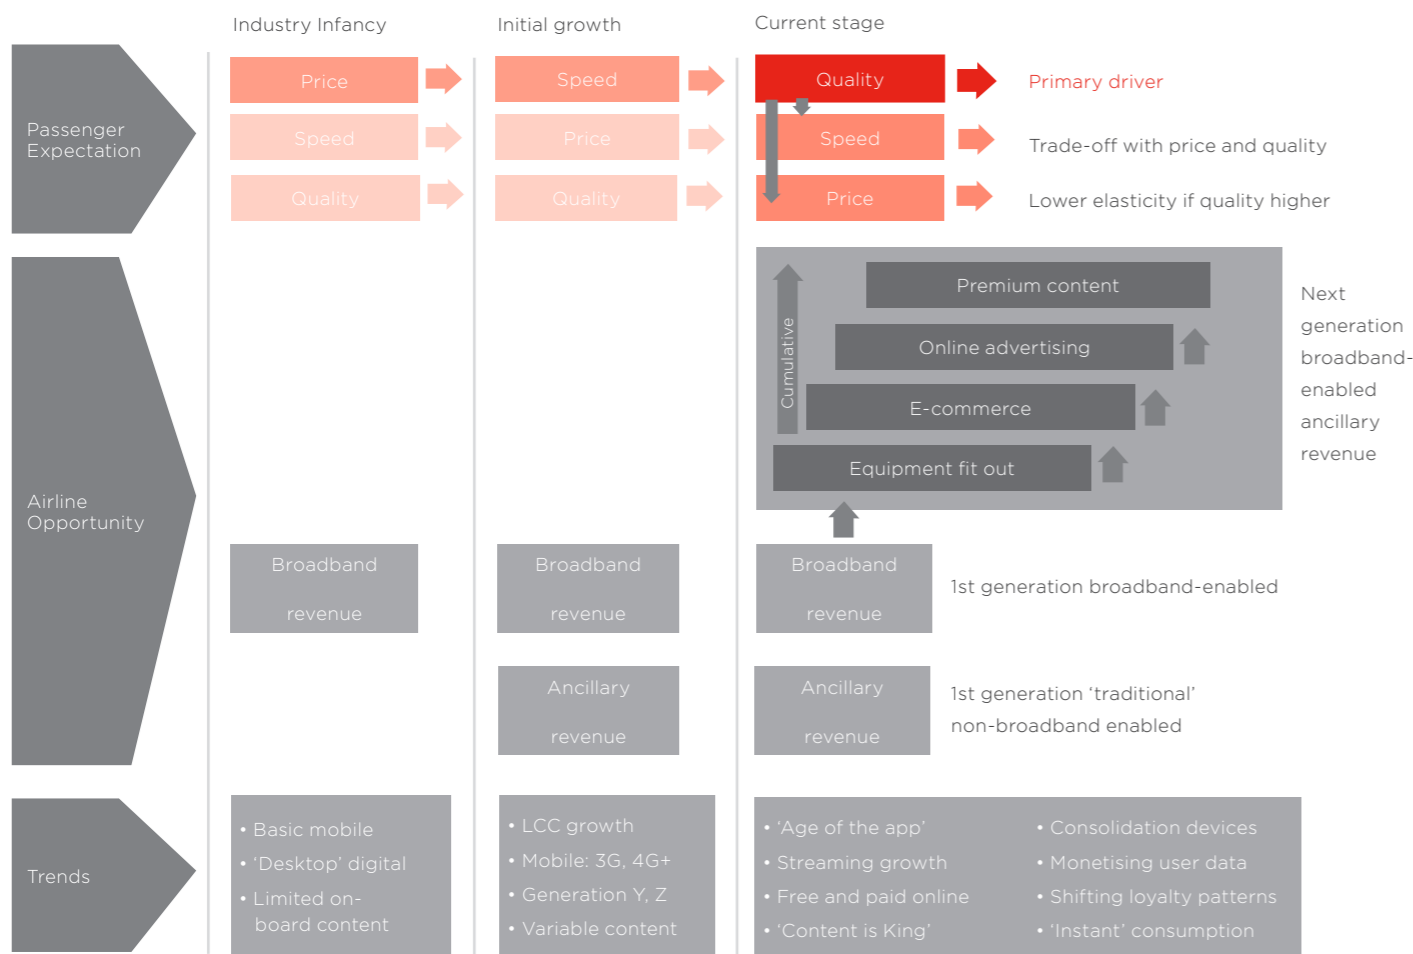 Industry Infancy
Initial growth
Current stage
Passenger
Expectation
Price
Speed
Quality
Primary driver
Speed
Price
Speed
Trade-off with price and quality
Quality
Quality
Price
Lower elasticity if quality higher
Airline
Opportunity
Cumulative
Premium content
Online advertising
E-commerce
Equipment fit out
Next
generation
broadband-
enabled
ancillary
revenue
Broadband
revenue
Broadband
revenue
Broadband
revenue
1st generation broadband-enabled
Ancillary
revenue
Ancillary
revenue
1st generation ‘traditional’
non-broadband enabled
Trends
• Basic mobile
• ‘Desktop’ digital
• Limited on-
board content
• LCC growth
• Mobile: 3G, 4G+
• Generation Y, Z
• Variable content
• ‘Age of the app’
• Streaming growth
• Free and paid online
• ‘Content is King’
• Consolidation devices
• Monetising user data
• Shifting loyalty patterns
• ‘Instant’ consumption